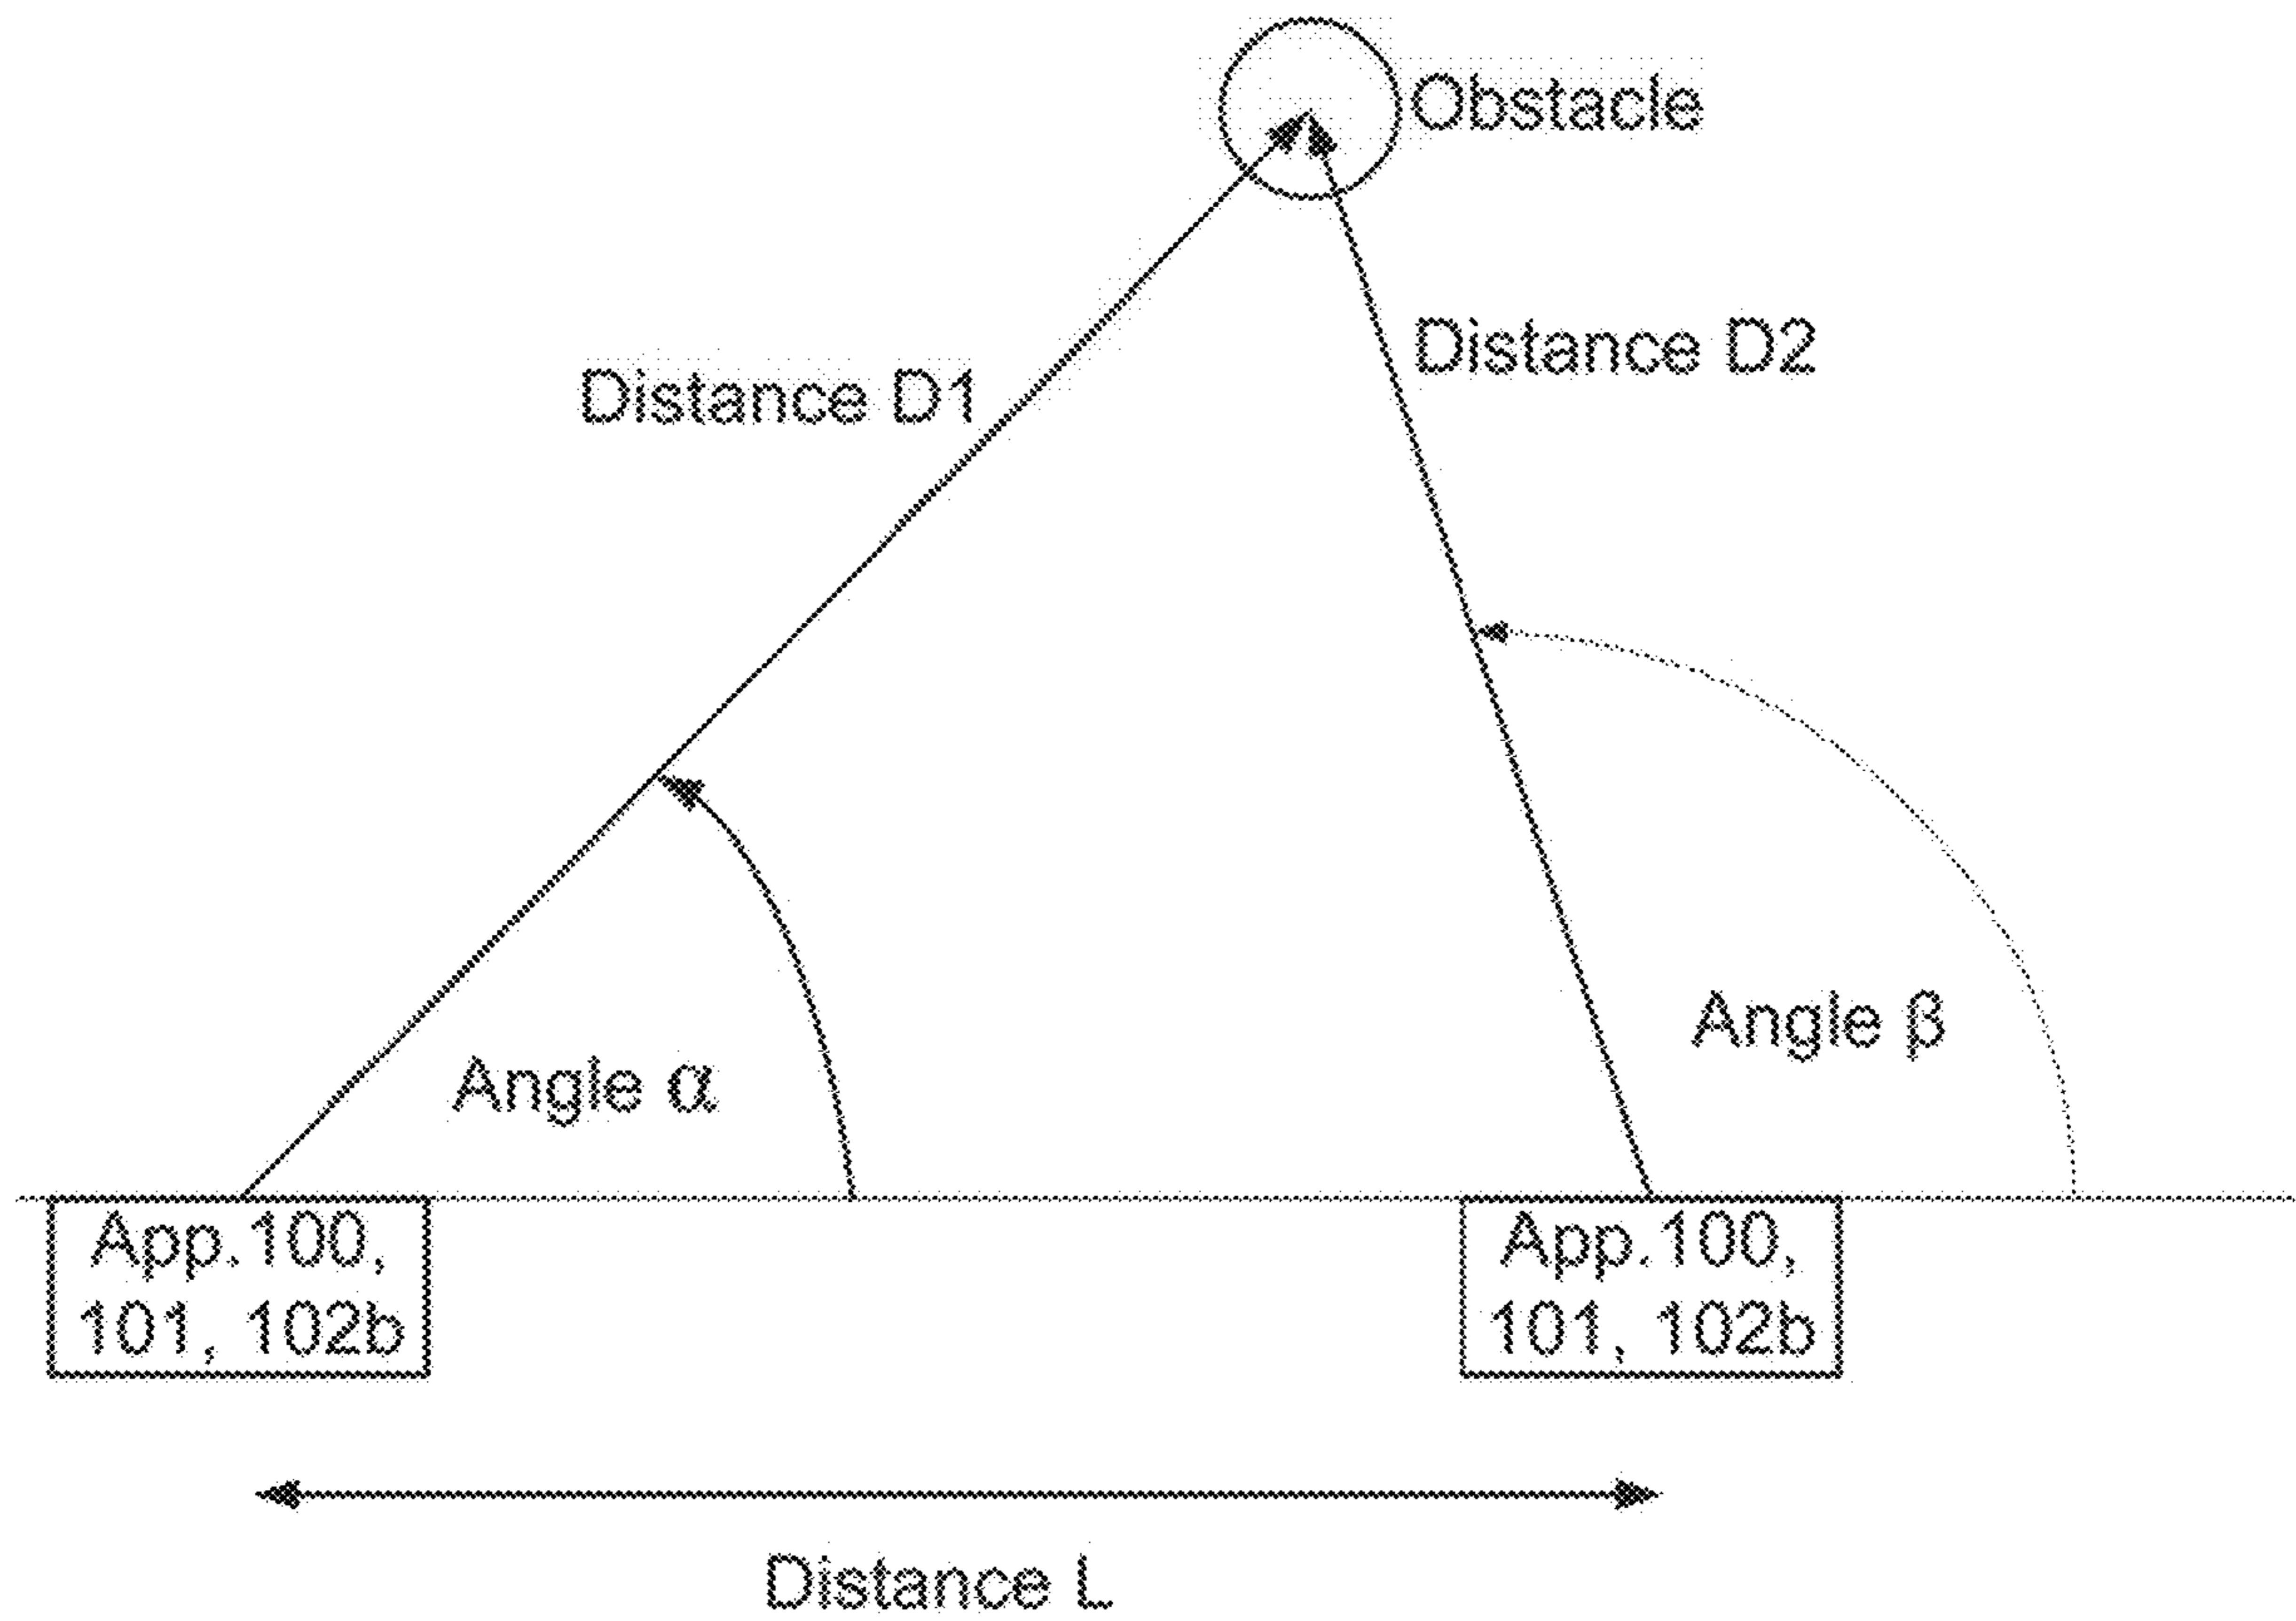 Obstacle
Distance D2
Distance D1
Angle β
Angle α
App.100,
101, 102b
App.100,
101, 102b
Distance L